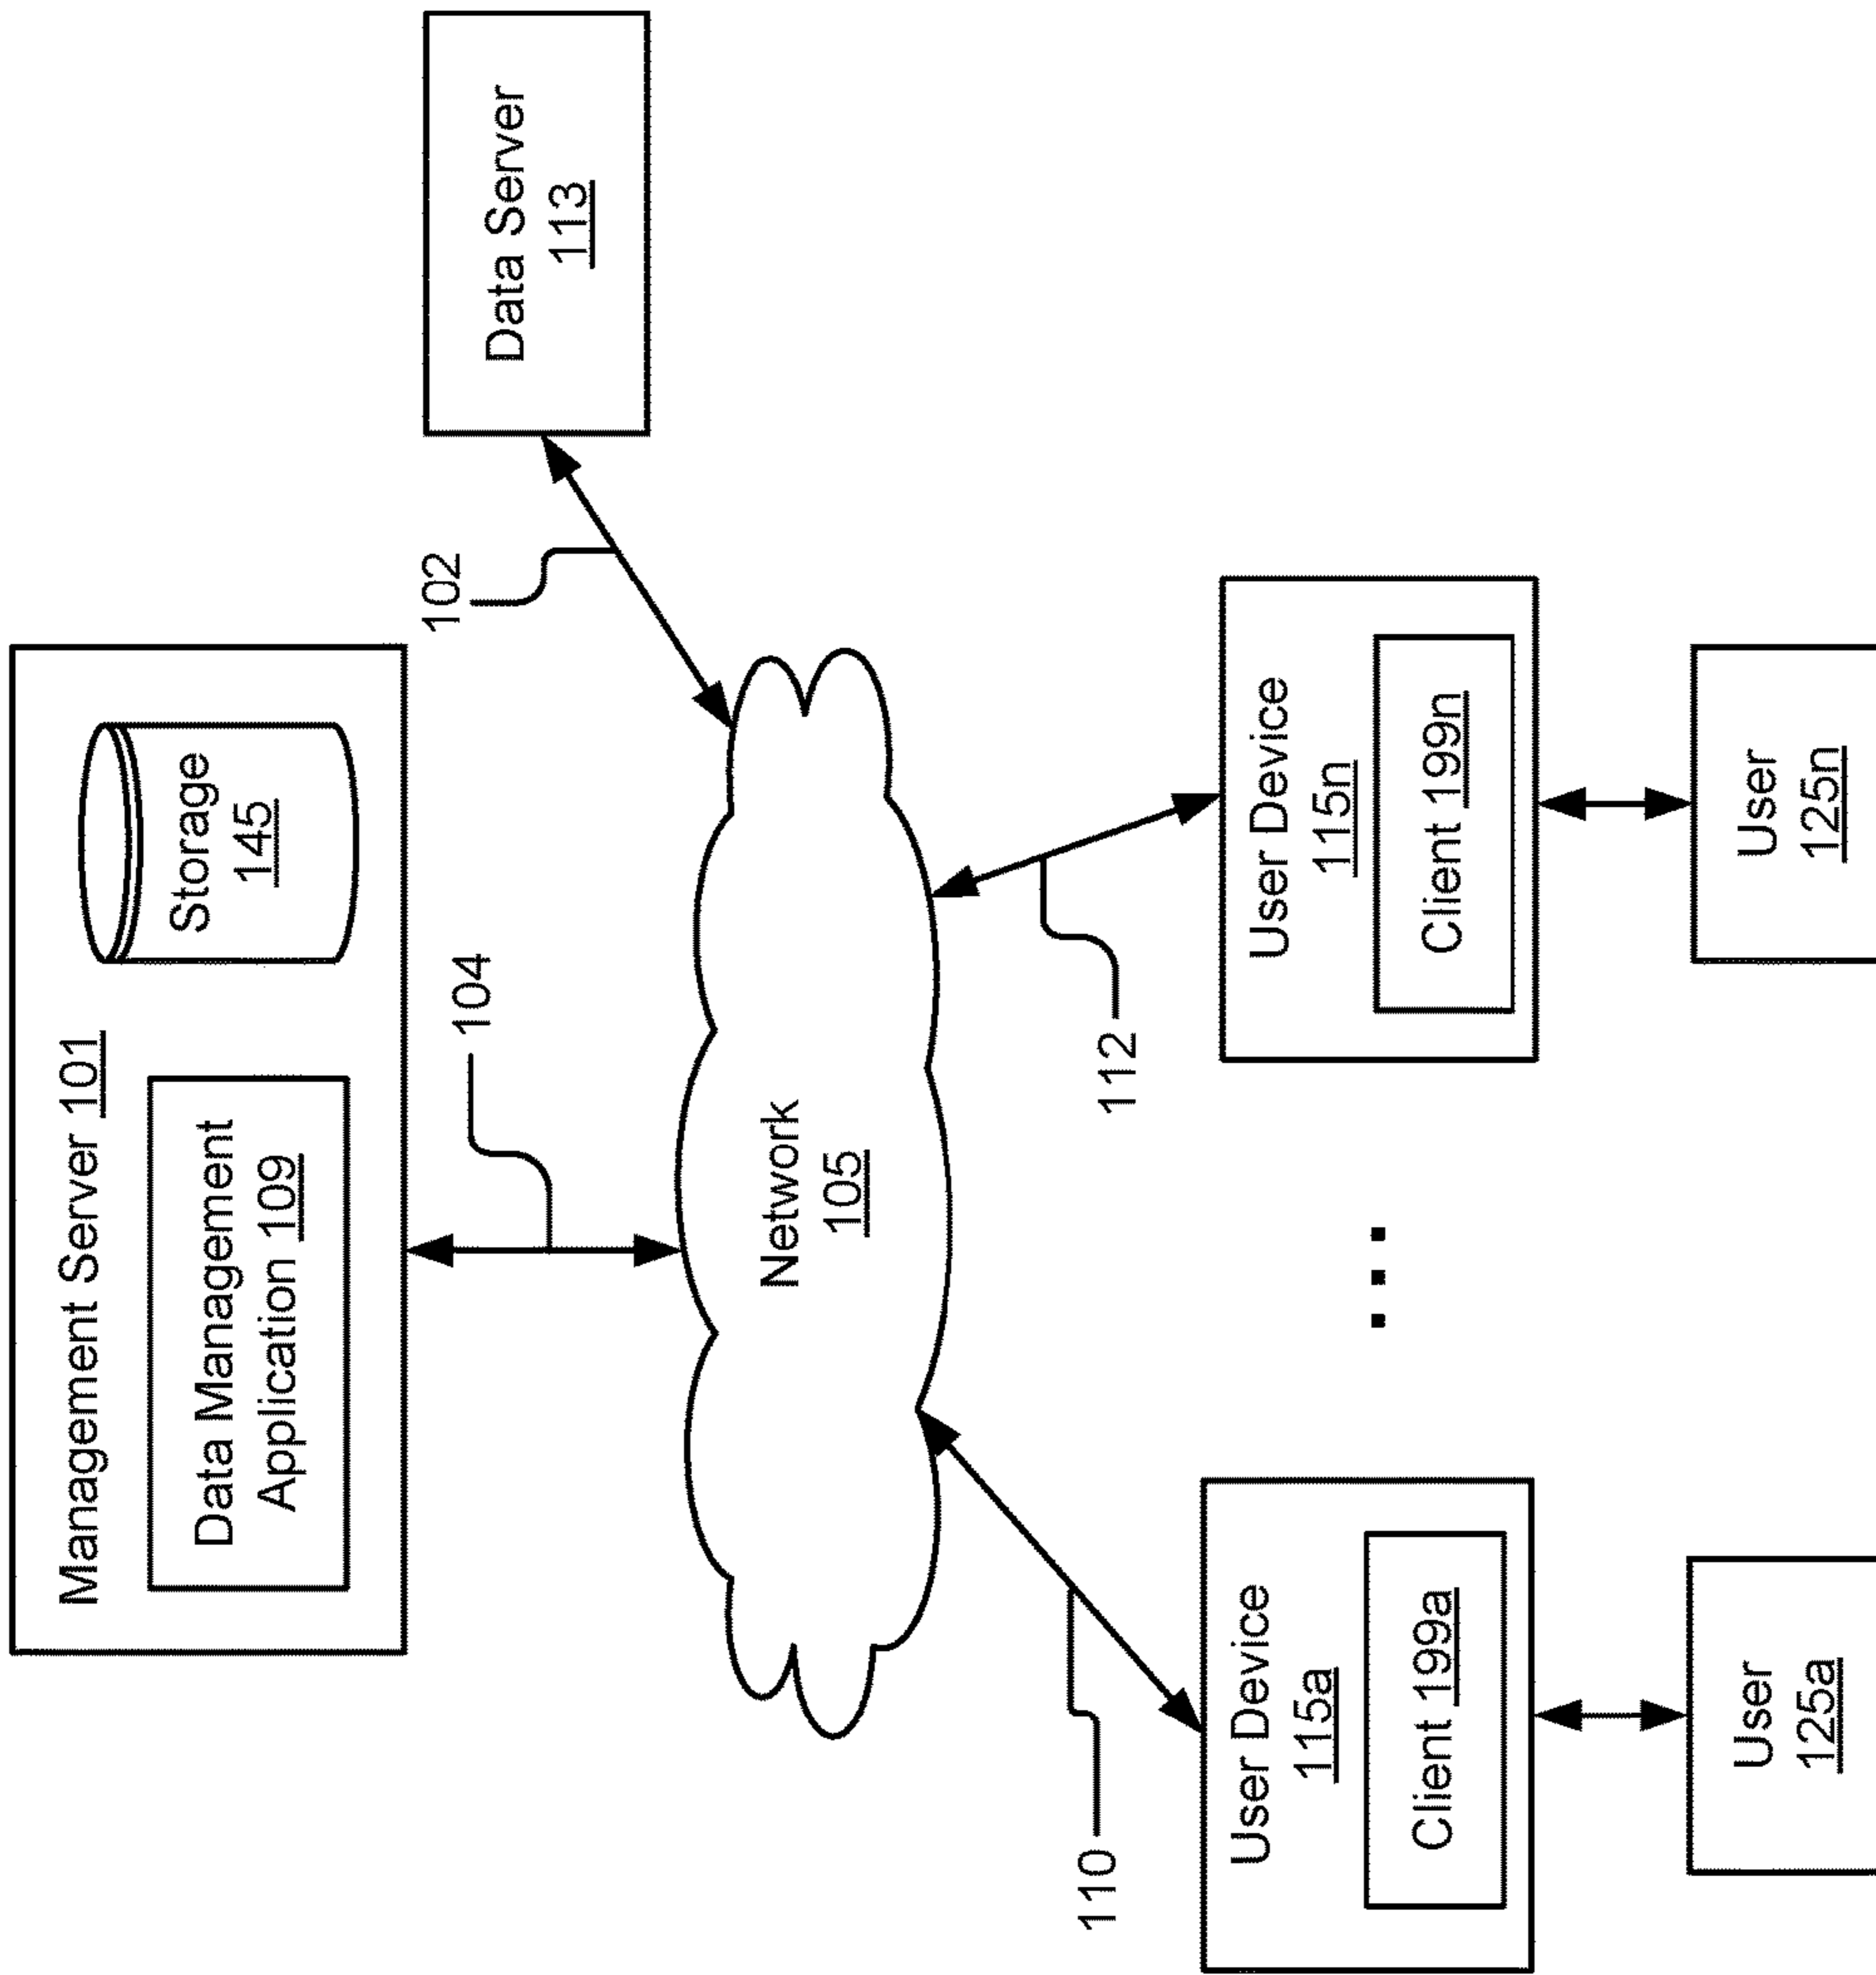 Management Server 101
Data Management
Application 109
Storage
145
104
102
Data Server
113
Network
105
110
112
User Device
115a
Client 199a
...
User Device
115n
Client 199n
User
125a
User
125n